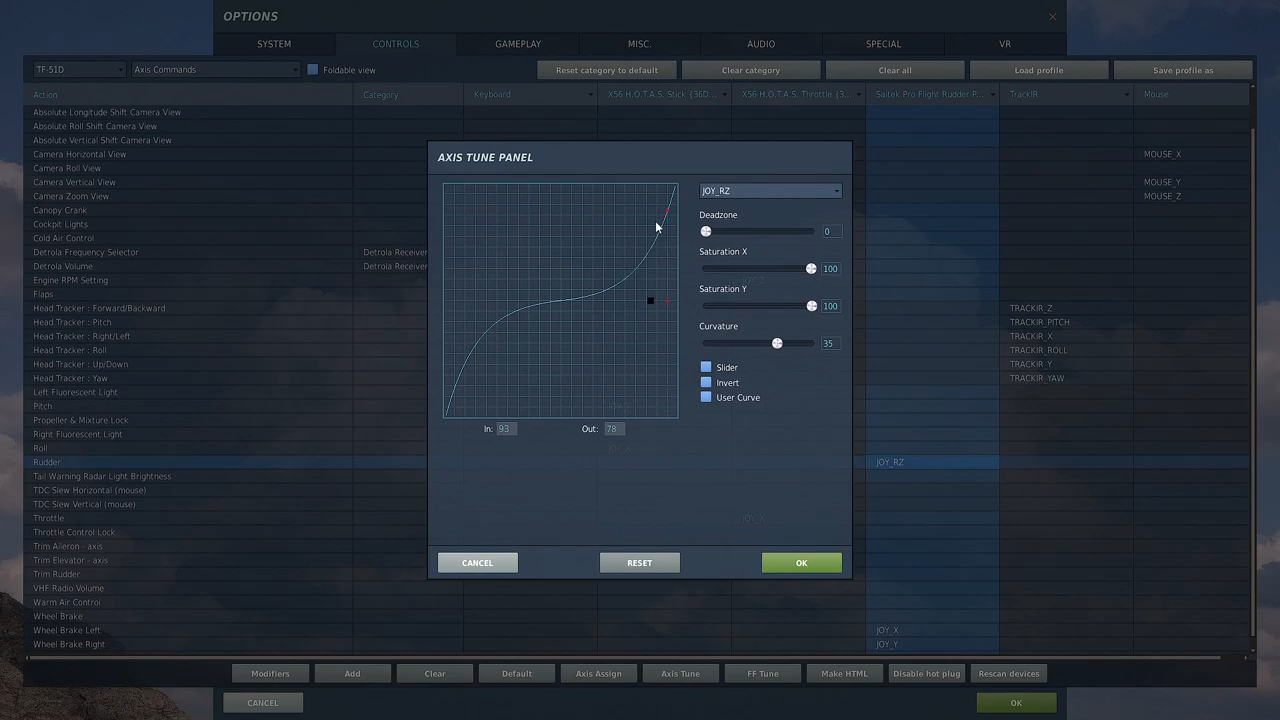 OPTIONS
SYSTEM CONTROLS GAMEPLAY MISC. AUDIO SPECIAL VR
TF-51D Axis Commands Foldable view Reset category to default Clear category Clear all Load profile Save profile as
Action Category Keyboard X56 H.O.T.A.S. Stick {36D... X56 H.O.T.A.S. Throttle {3... Saitek Pro Flight Rudder P... TrackIR Mouse
Absolute Longitude Shift Camera View
Absolute Roll Shift Camera View
Absolute Vertical Shift Camera View
Camera Horizontal View MOUSE_X
Camera Roll View
Camera Vertical View MOUSE_Y
Camera Zoom View MOUSE_Z
Canopy Crank
Cockpit Lights
Cold Air Control
Detrola Frequency Selector Detrola Receiver
Detrola Volume Detrola Receiver
Engine RPM Setting
Flaps
Head Tracker : Forward/Backward TRACKIR_Z
Head Tracker : Pitch TRACKIR_PITCH
Head Tracker : Right/Left TRACKIR_X
Head Tracker : Roll TRACKIR_ROLL
Head Tracker : Up/Down TRACKIR_Y
Head Tracker : Yaw TRACKIR_YAW
Left Fluorescent Light
Pitch
Propeller & Mixture Lock
Right Fluorescent Light
Roll
Rudder JOY_RZ
Tail Warning Radar Light Brightness
TDC Slew Horizontal (mouse)
TDC Slew Vertical (mouse)
Throttle JOY_X
Throttle Control Lock
Trim Aileron - axis
Trim Elevator - axis
Trim Rudder
VHF Radio Volume
Warm Air Control
Wheel Brake
Wheel Brake Left JOY_X
Wheel Brake Right JOY_Y
AXIS TUNE PANEL
JOY_RZ
Deadzone
0
Saturation X
100
Saturation Y
100
Curvature
35
Slider
Invert
User Curve
In: 93 Out: 78
CANCEL RESET OK
Modifiers Add Clear Default Axis Assign Axis Tune FF Tune Make HTML Disable hot plug Rescan devices
CANCEL OK